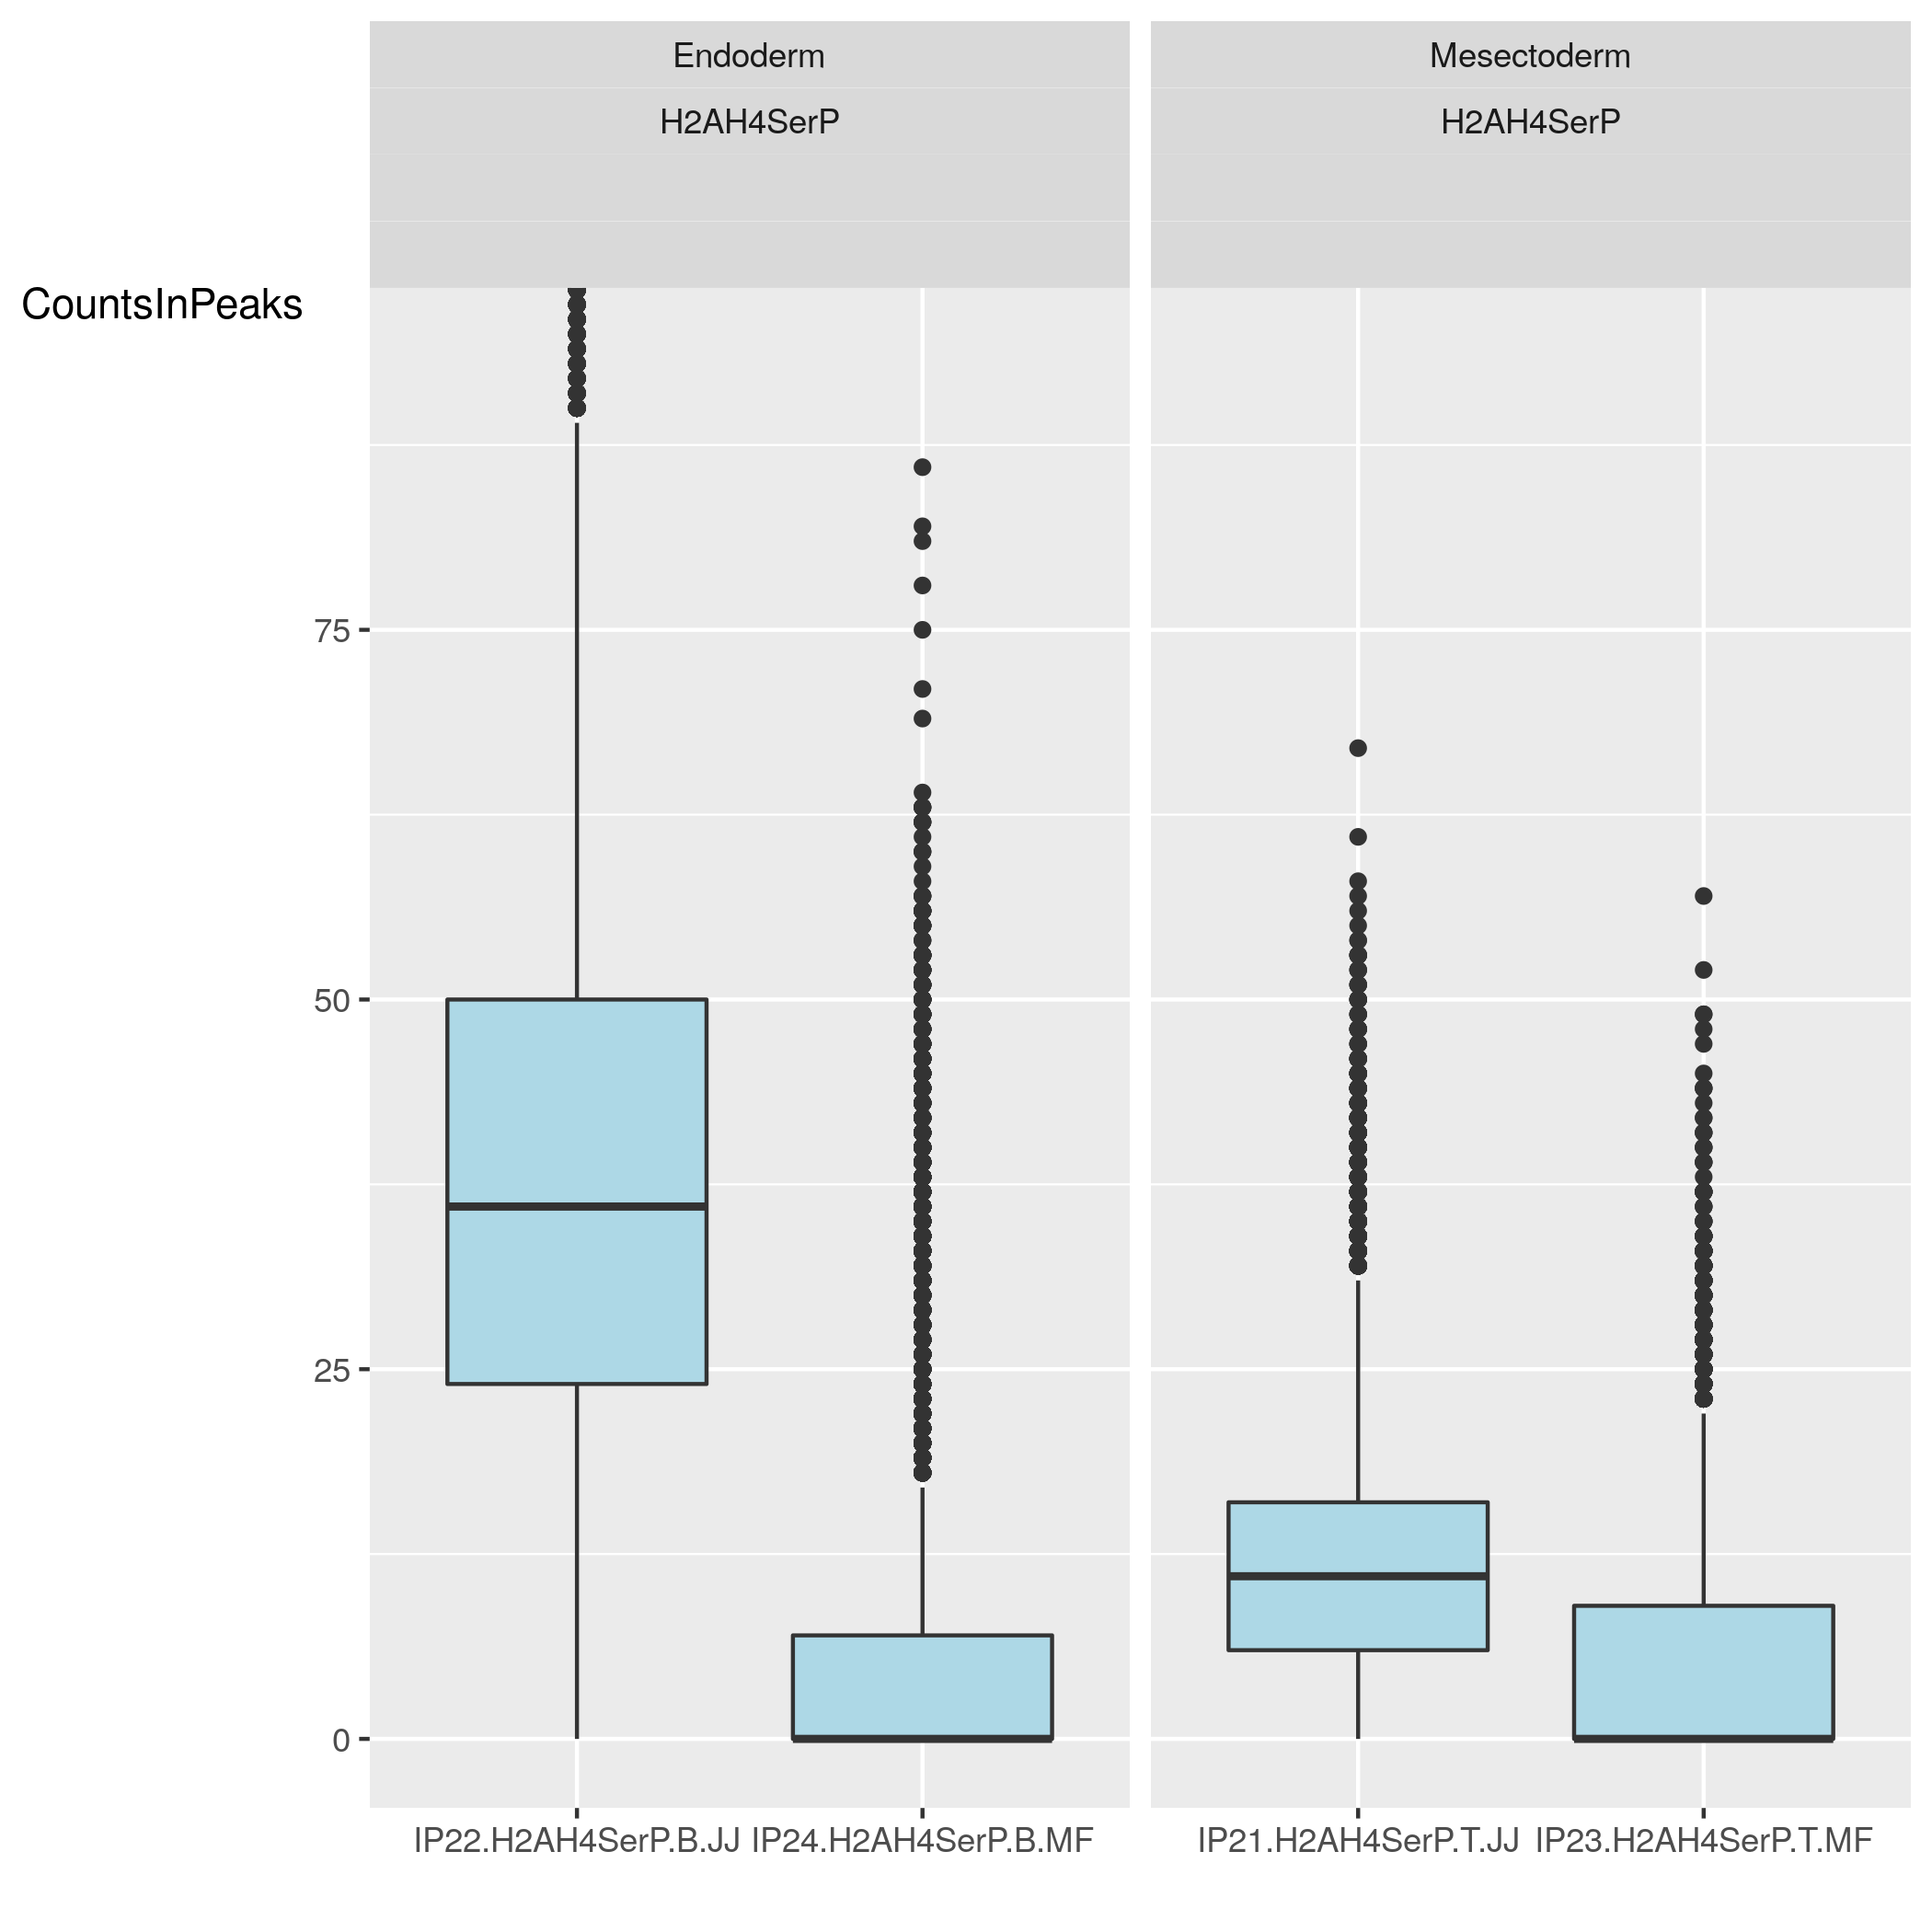 Endoderm
Mesectoderm
H2AH4SerP
H2AH4SerP
CountsInPeaks
75
50
25
0
IP22.H2AH4SerP.B.JJ
IP24.H2AH4SerP.B.MF
IP21.H2AH4SerP.T.JJ
IP23.H2AH4SerP.T.MF